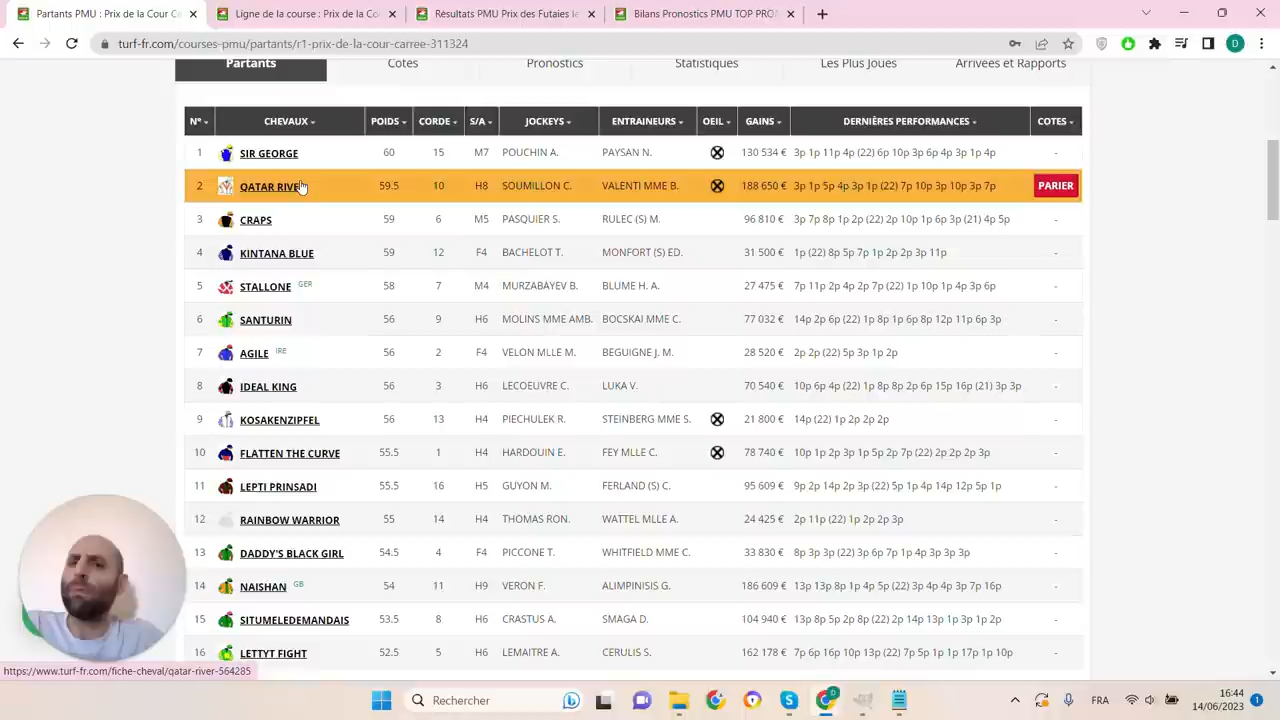 Partants PMU : Prix de la Cour C
Ligne de la course : Prix de la Co
Résultats PMU Prix des Futaies le
Bilans Pronostics PMU TOP PRO
turf-fr.com/courses-pmu/partants/r1-prix-de-la-cour-carree-311324
D
Partants Cotes Pronostics Statistiques Les Plus Joues Arrivees et Rapports
N° CHEVAUX POIDS CORDE S/A JOCKEYS ENTRAINEURS OEIL GAINS DERNIÈRES PERFORMANCES COTES
1 SIR GEORGE 60 15 M7 POUCHIN A. PAYSAN N. 130 534 € 3p 1p 11p 4p (22) 6p 10p 3p 6p 4p 3p 1p 4p -
2 QATAR RIVE 59.5 10 H8 SOUMILLON C. VALENTI MME B. 188 650 € 3p 1p 5p 4p 3p 1p (22) 7p 10p 3p 10p 3p 7p PARIER
3 CRAPS 59 6 M5 PASQUIER S. RULEC (S) M. 96 810 € 3p 7p 8p 1p 2p (22) 2p 10p 1p 6p 3p (21) 4p 5p -
4 KINTANA BLUE 59 12 F4 BACHELOT T. MONFORT (S) ED. 31 500 € 1p (22) 8p 5p 7p 1p 2p 2p 3p 11p -
5 STALLONE GER 58 7 M4 MURZABAYEV B. BLUME H. A. 27 475 € 7p 11p 2p 4p 2p 7p (22) 1p 10p 1p 4p 3p 6p -
6 SANTURIN 56 9 H6 MOLINS MME AMB. BOCSKAI MME C. 77 032 € 14p 2p 6p (22) 1p 8p 1p 6p 8p 12p 11p 6p 3p -
7 AGILE IRE 56 2 F4 VELON MLLE M. BEGUIGNE J. M. 28 520 € 2p 2p (22) 5p 3p 1p 2p -
8 IDEAL KING 56 3 H6 LECOEUVRE C. LUKA V. 70 540 € 10p 6p 4p (22) 1p 8p 8p 2p 6p 15p 16p (21) 3p 3p -
9 KOSAKENZIPFEL 56 13 H4 PIECHULEK R. STEINBERG MME S. 21 800 € 14p (22) 1p 2p 2p 2p -
10 FLATTEN THE CURVE 55.5 1 H4 HARDOUIN E. FEY MLLE C. 78 740 € 10p 1p 2p 3p 1p 5p 2p 7p (22) 2p 2p 2p 3p -
11 LEPTI PRINSADI 55.5 16 H5 GUYON M. FERLAND (S) C. 95 609 € 9p 2p 14p 2p 3p (22) 5p 1p 4p 14p 12p 5p 1p -
12 RAINBOW WARRIOR 55 14 H4 THOMAS RON. WATTEL MLLE A. 24 425 € 2p 11p (22) 1p 2p 2p 3p -
13 DADDY'S BLACK GIRL 54.5 4 F4 PICCONE T. WHITFIELD MME C. 33 830 € 8p 3p 3p (22) 3p 6p 7p 1p 4p 3p 3p 3p -
14 NAISHAN GB 54 11 H9 VERON F. ALIMPINISIS G. 186 609 € 13p 13p 8p 1p 4p 5p (22) 3p 4p 4p 3p 7p 16p -
15 SITUMELEDEMANDAIS 53.5 8 H6 CRASTUS A. SMAGA D. 104 940 € 13p 8p 5p 2p 8p (22) 2p 14p 13p 1p 3p 1p 2p -
16 LETTYT FIGHT 52.5 5 H6 LEMAITRE A. CERULIS S. 162 178 € 7p 6p 16p 10p 13p (22) 7p 5p 1p 1p 17p 1p 10p -
https://www.turf-fr.com/fiche-cheval/qatar-river-564285
Rechercher
FRA
16:44
14/06/2023
1